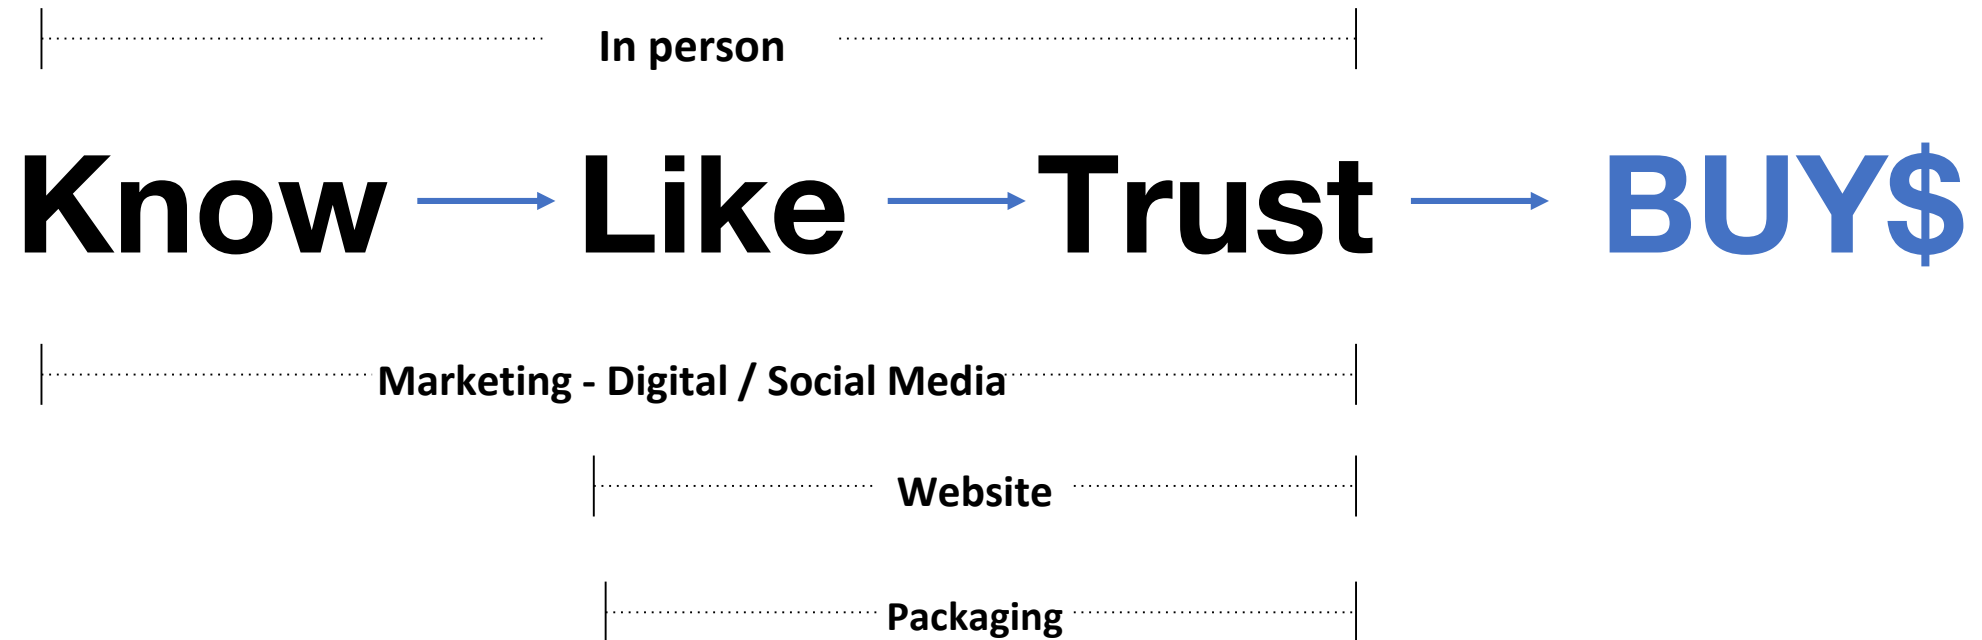 In person
Know Like Trust BUY$
Marketing - Digital / Social Media
Website
Packaging